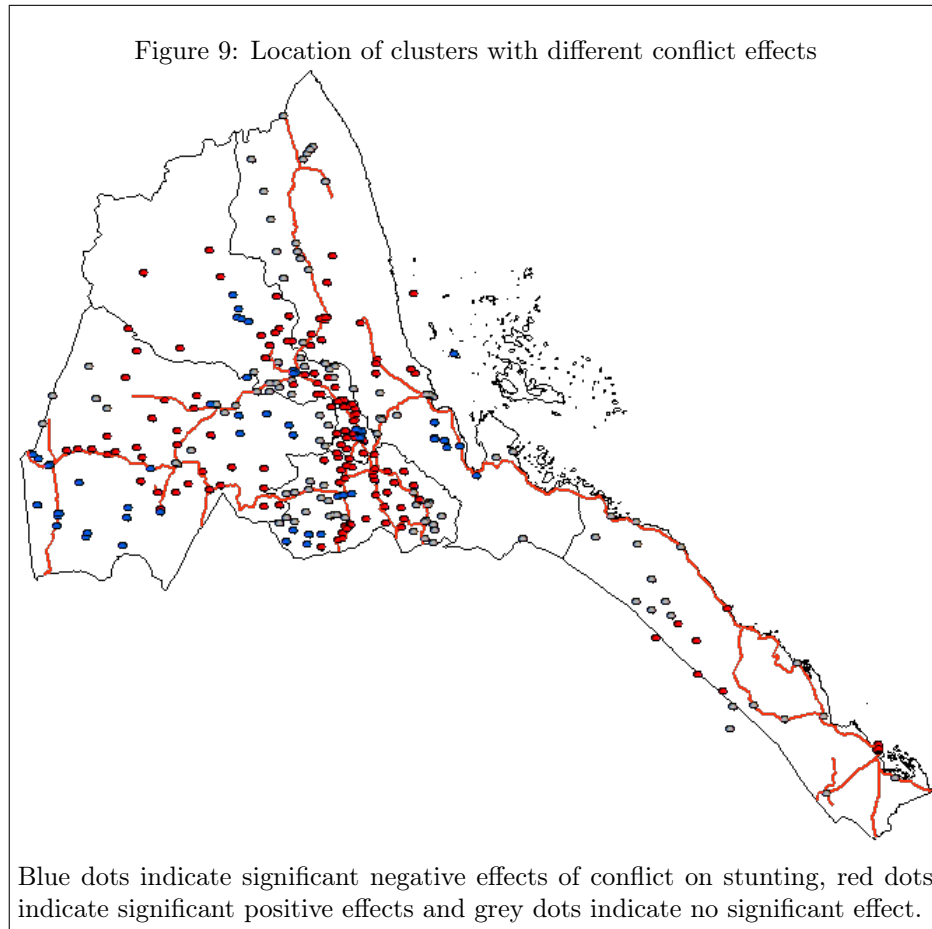 Figure 9: Location of clusters with different conflict effects
Blue dots indicate significant negative effects of conflict on stunting, red dots
indicate significant positive effects and grey dots indicate no significant effect.